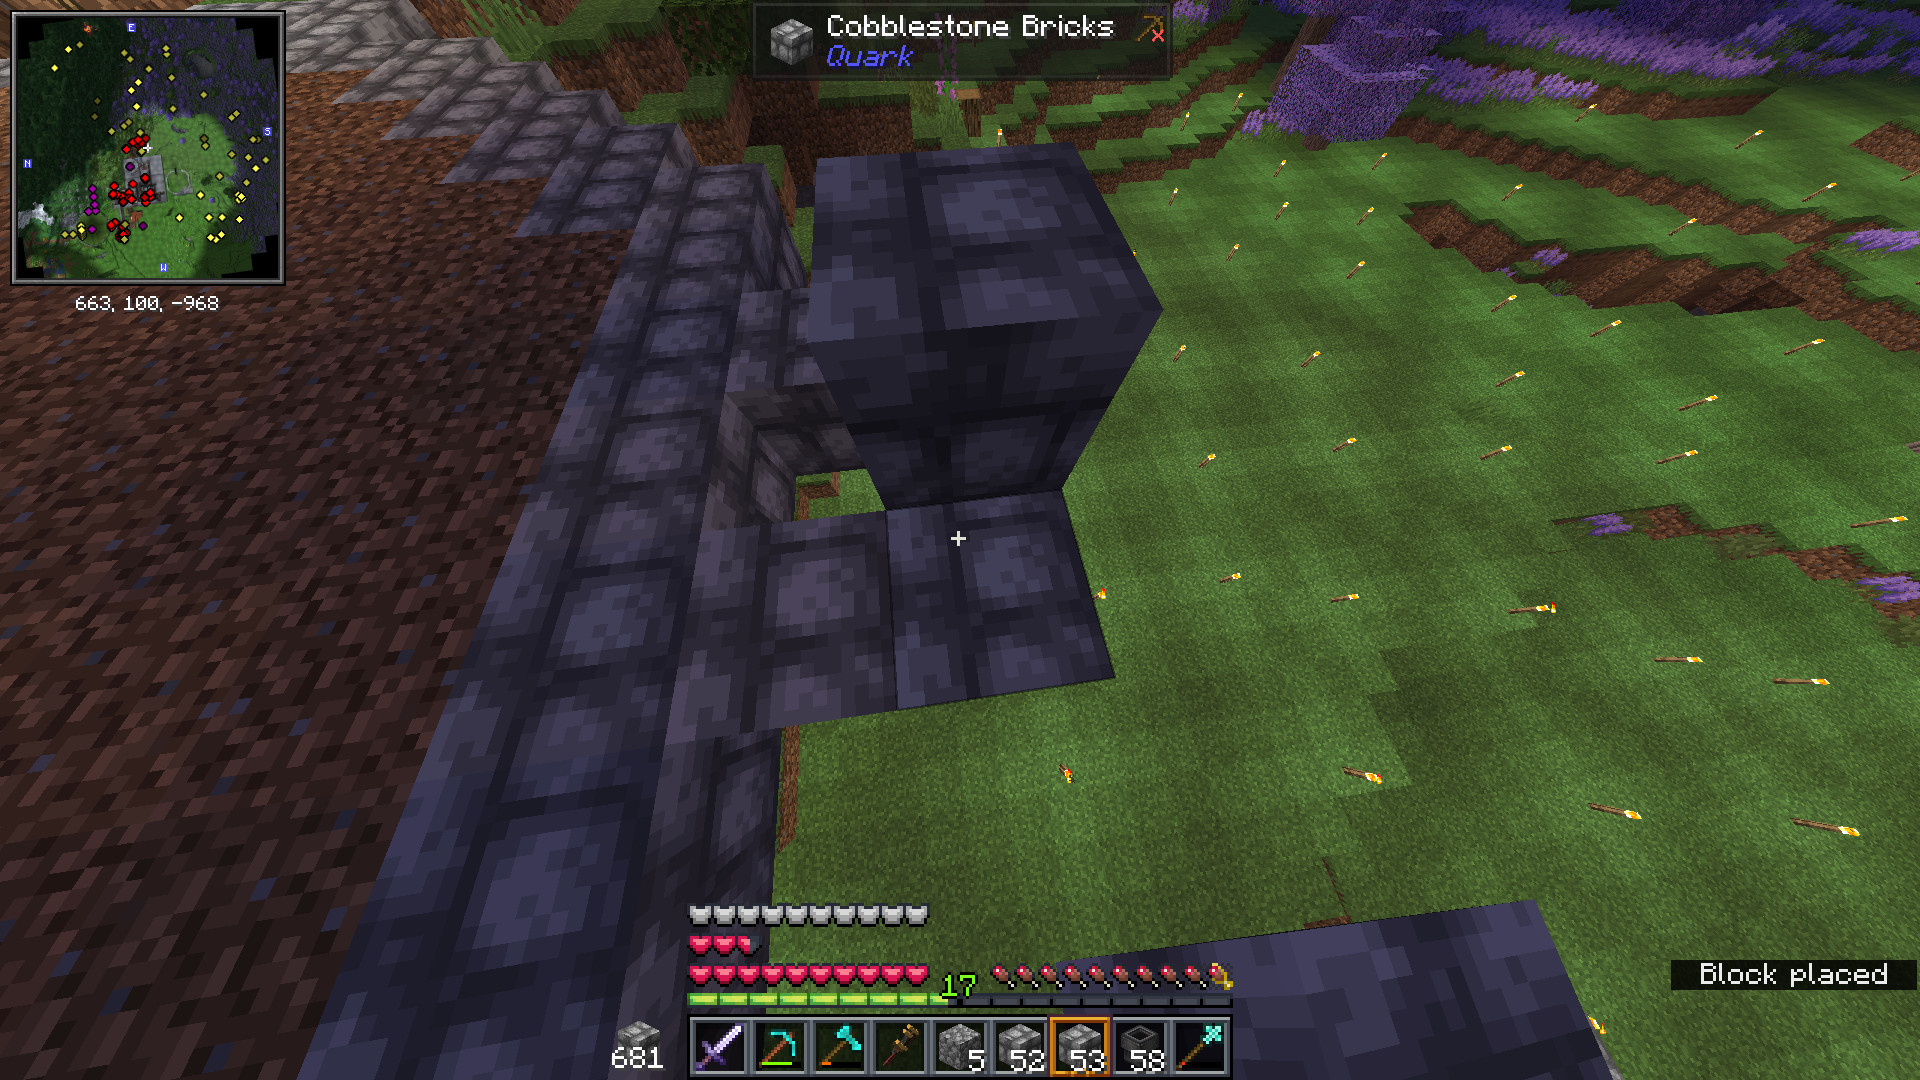 E
S
N
W
663, 100, -968
Cobblestone Bricks
Quark
Block placed
17
681
5
52
53
58